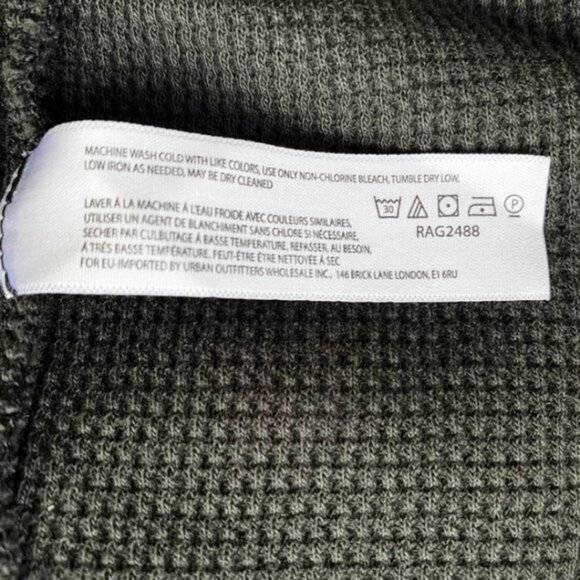 MACHINE WASH COLD WITH LIKE COLORS, USE ONLY NON-CHLORINE BLEACH, TUMBLE DRY LOW,
LOW IRON AS NEEDED, MAY BE DRY CLEANED
LAVER À LA MACHINE À L'EAU FROIDE AVEC COULEURS SIMILAIRES,
UTILISER UN AGENT DE BLANCHIMENT SANS CHLORE SI NÉCESSAIRE,
SECHER PAR CULBUTAGE À BASSE TEMPÉRATURE, REPASSER, AU BESOIN,
À TRÉS BASSE TEMPÉRATURE. PEUT-ÊTRE ÊTRE NETTOYÉE A SEC
FOR EU-IMPORTED BY URBAN OUTFITTERS WHOLESALE INC., 146 BRICK LANE LONDON, E1 6RU
30
P
RAG2488